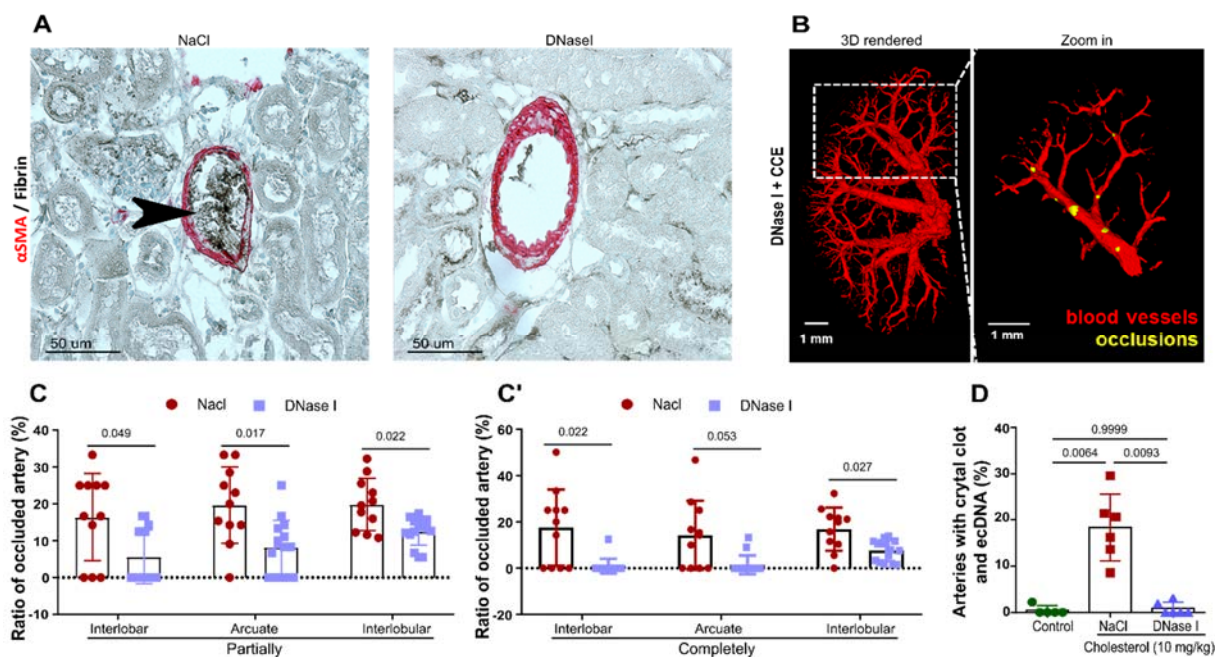 A
NaCl
DNaseI
αSMA / Fibrin
50 um
50 um
B
3D rendered
Zoom in
DNase I + CCE
1 mm
1 mm
blood vessels
occlusions
C
Nacl
DNase I
Ratio of occluded artery (%)
40
30
20
10
0
-10
0.049
0.017
0.022
Interlobar
Arcuate
Interlobular
Partially
C'
Nacl
DNase I
Ratio of occluded artery (%)
60
40
20
0
-20
0.022
0.053
0.027
Interlobar
Arcuate
Interlobular
Completely
D
Arteries with crytal clot
and ecDNA (%)
40
30
20
10
0
0.9999
0.0064
0.0093
Control
NaCl
DNase I
Cholesterol (10 mg/kg)